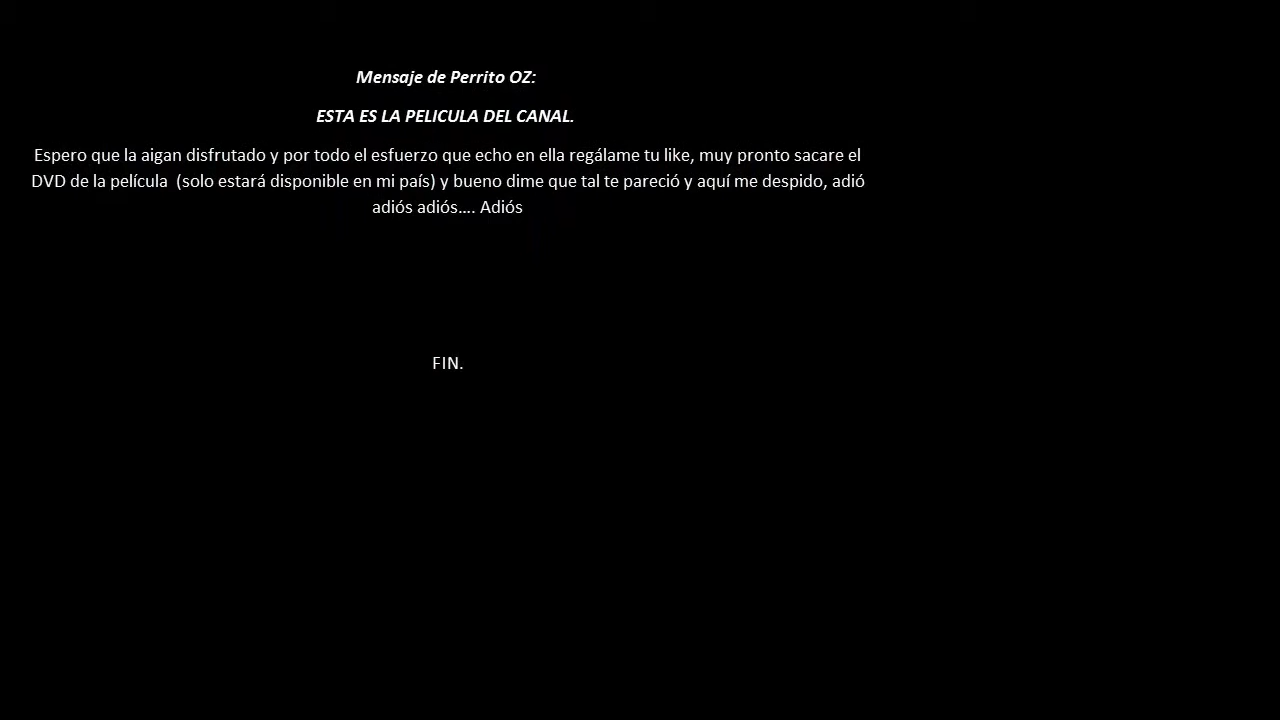 Mensaje de Perrito OZ:
ESTA ES LA PELICULA DEL CANAL.
Espero que la aigan disfrutado y por todo el esfuerzo que echo en ella regálame tu like, muy pronto sacare el
DVD de la película  (solo estará disponible en mi país) y bueno dime que tal te pareció y aquí me despido, adió
adiós adiós…. Adiós
FIN.